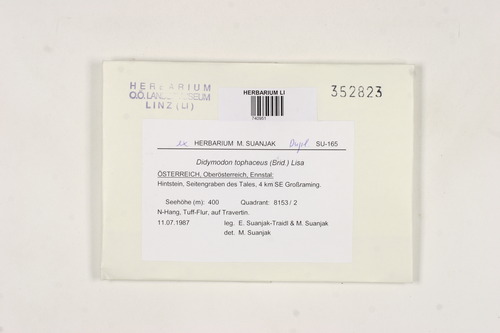 HERBARIUM
O.Ö. LANDESMUSEUM
LINZ (LI)
HERBARIUM LI
740951
352823
ex HERBARIUM M. SUANJAK Dupl. SU-165
Didymodon tophaceus (Brid.) Lisa
ÖSTERREICH, Oberösterreich, Ennstal:
Hintstein, Seitengraben des Tales, 4 km SE Großraming.
Seehöhe (m): 400 Quadrant: 8153 / 2
N-Hang, Tuff-Flur, auf Travertin.
11.07.1987 leg. E. Suanjak-Traidl & M. Suanjak
det. M. Suanjak